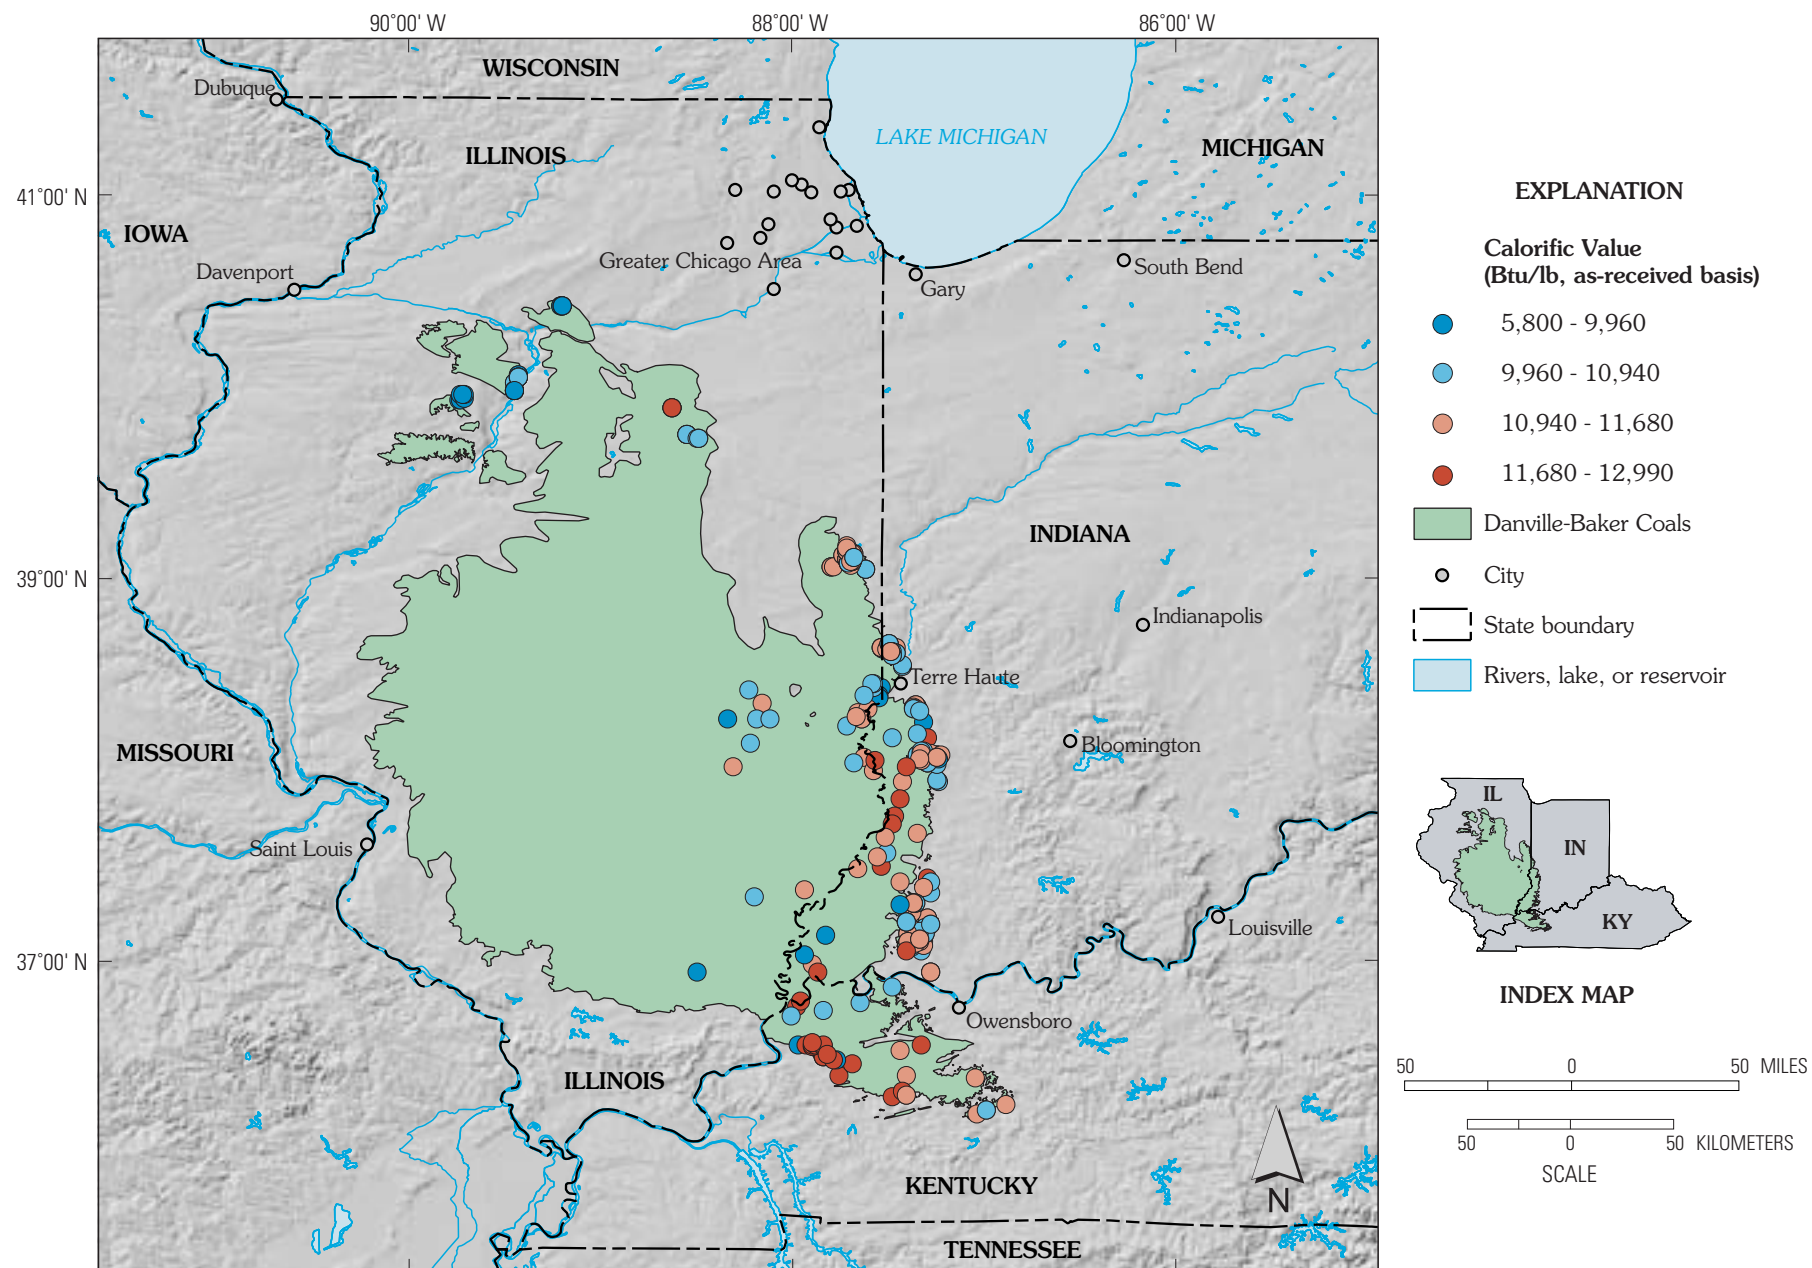 90°00' W
88°00' W
86°00' W
41°00' N
39°00' N
37°00' N
WISCONSIN
Dubuque
LAKE MICHIGAN
ILLINOIS
MICHIGAN
IOWA
Greater Chicago Area
Davenport
South Bend
Gary
INDIANA
Indianapolis
Terre Haute
Bloomington
MISSOURI
Saint Louis
Louisville
Owensboro
ILLINOIS
KENTUCKY
TENNESSEE
N
EXPLANATION
Calorific Value
(Btu/lb, as-received basis)
5,800 - 9,960
9,960 - 10,940
10,940 - 11,680
11,680 - 12,990
Danville-Baker Coals
City
State boundary
Rivers, lake, or reservoir
IL
IN
KY
INDEX MAP
50 0 50 MILES
50 0 50 KILOMETERS
SCALE